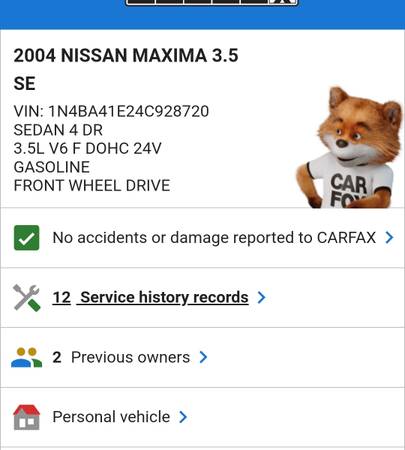 2004 NISSAN MAXIMA 3.5
SE
VIN: 1N4BA41E24C928720
SEDAN 4 DR
3.5L V6 F DOHC 24V
GASOLINE
FRONT WHEEL DRIVE
CAR
FOX
No accidents or damage reported to CARFAX
12 Service history records
2 Previous owners
Personal vehicle